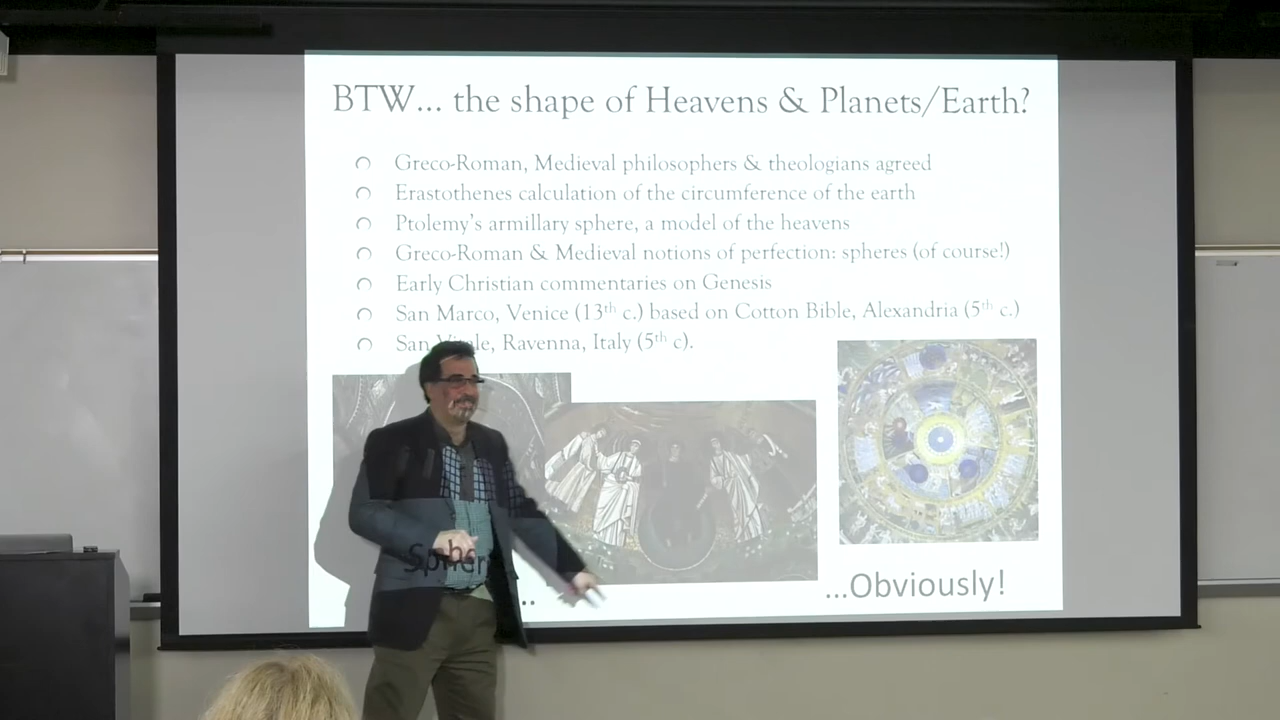 BTW... the shape of Heavens & Planets/Earth?
Greco-Roman, Medieval philosophers & theologians agreed
Erastothenes calculation of the circumference of the earth
Ptolemy's armillary sphere, a model of the heavens
Greco-Roman & Medieval notions of perfection: spheres (of course!)
Early Christian commentaries on Genesis
San Marco, Venice (13th c.) based on Cotton Bible, Alexandria (5th c.)
San Vitale, Ravenna, Italy (5th c).
...Obviously!